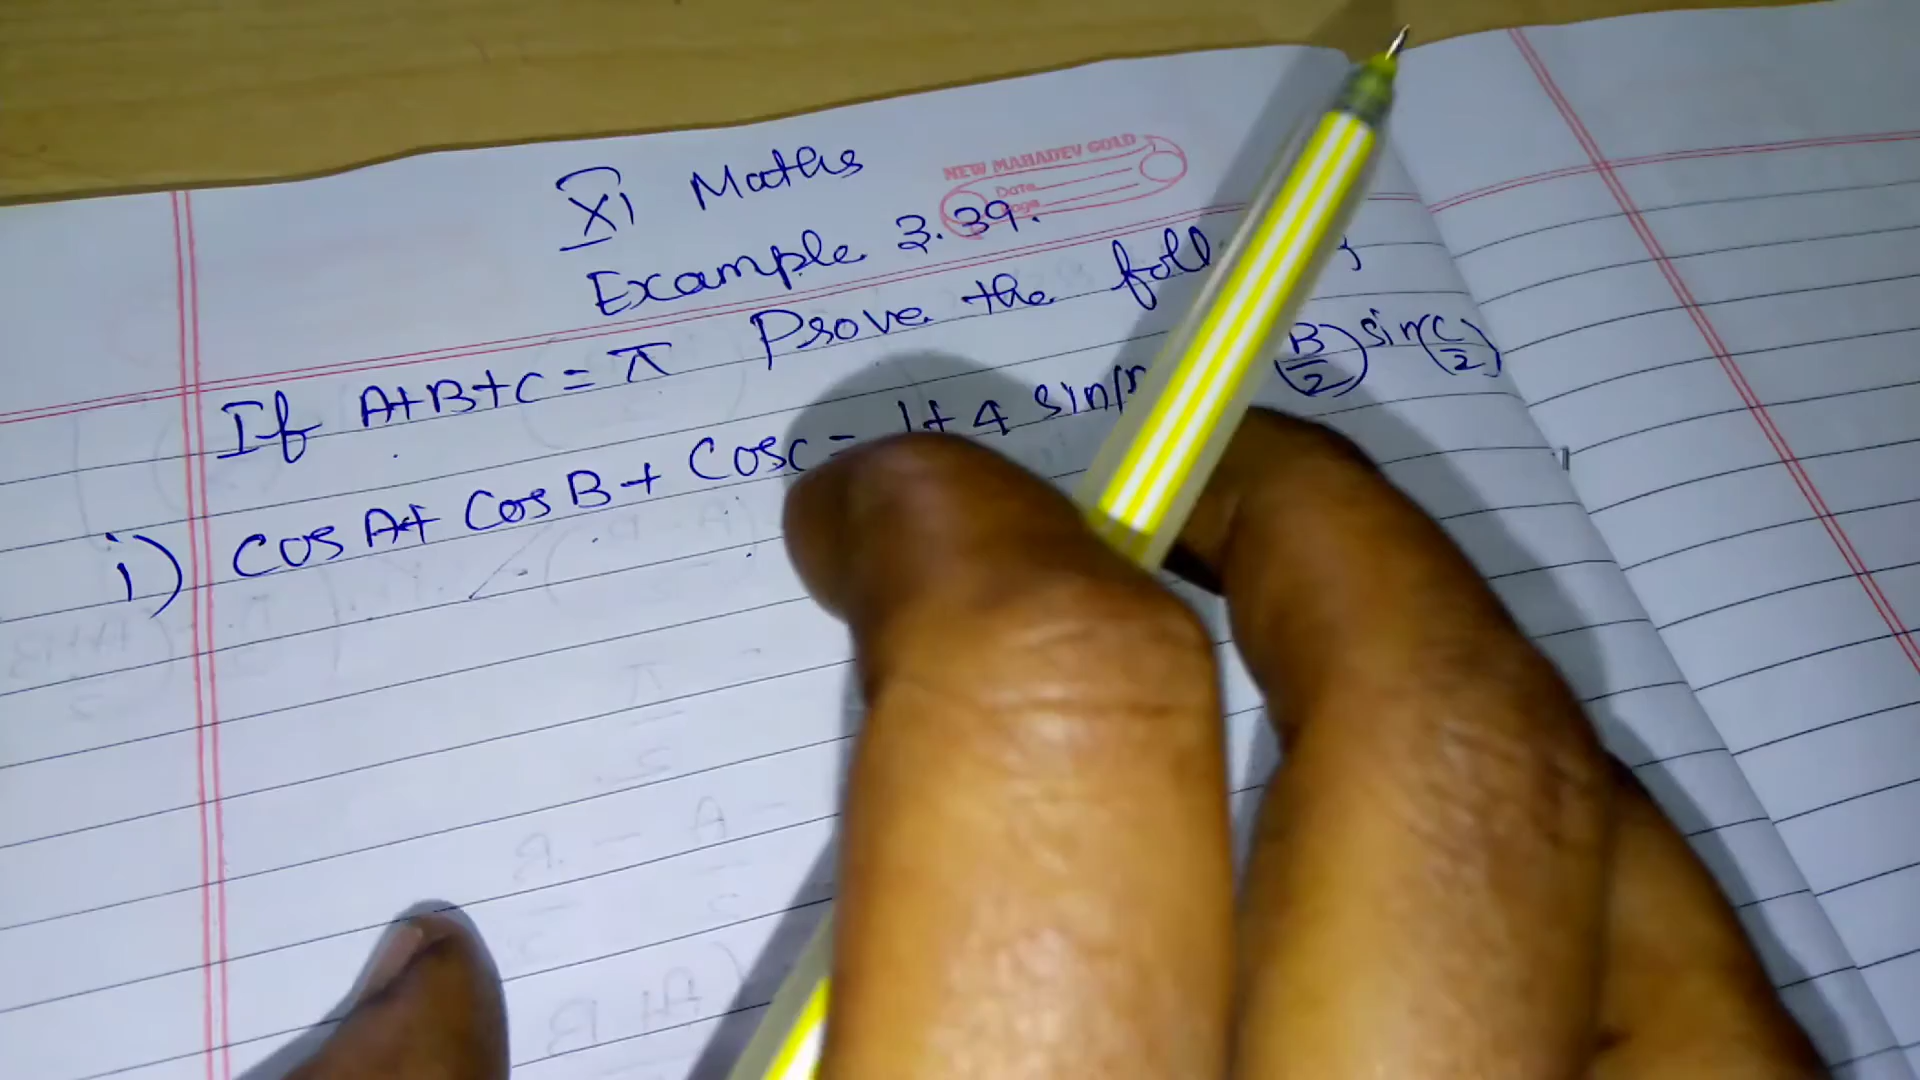 XI Maths
NEW MAHADEV GOLD
Date
Page
Example 3.39.
If A+B+C = π Prove the
i) cos A + cos B + cos C = 1 + 4 sin (B/2) sin(C/2)